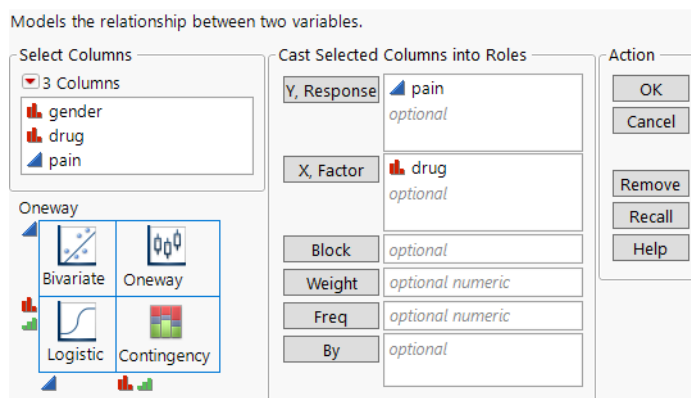 Models the relationship between two variables.
Select Columns
3 Columns
gender
drug
pain
Oneway
Bivariate
Oneway
Logistic
Contingency
Cast Selected Columns into Roles
Y, Response
pain
optional
X, Factor
drug
optional
Block
optional
Weight
optional numeric
Freq
optional numeric
By
optional
Action
OK
Cancel
Remove
Recall
Help